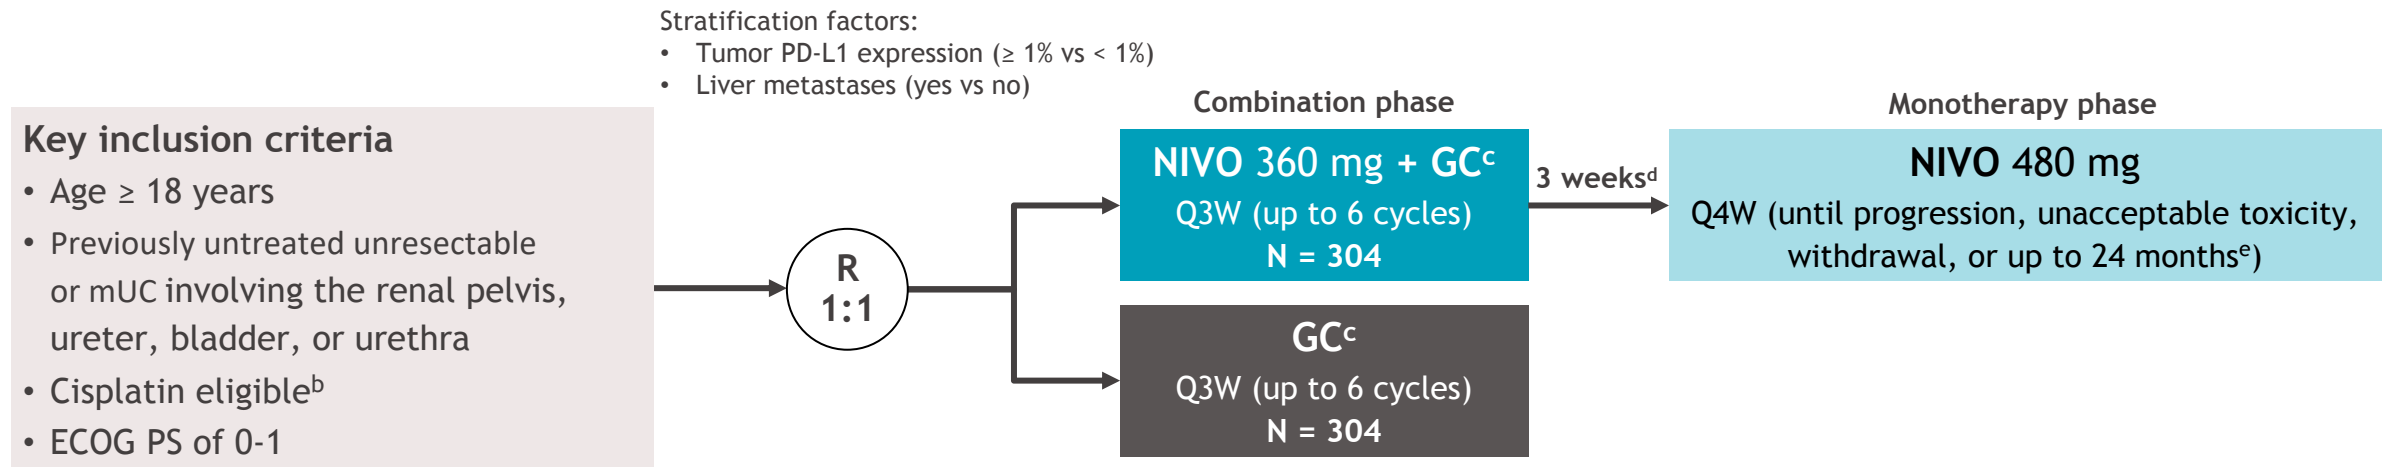 Stratification factors:
• Tumor PD-L1 expression (≥ 1% vs < 1%)
• Liver metastases (yes vs no)
Key inclusion criteria
• Age ≥ 18 years
• Previously untreated unresectable
or mUC involving the renal pelvis,
ureter, bladder, or urethra
• Cisplatin eligibleᵇ
• ECOG PS of 0-1
R
1:1
Combination phase
NIVO 360 mg + GCᶜ
Q3W (up to 6 cycles)
N = 304
GCᶜ
Q3W (up to 6 cycles)
N = 304
3 weeksᵈ
Monotherapy phase
NIVO 480 mg
Q4W (until progression, unacceptable toxicity,
withdrawal, or up to 24 monthsᵉ)